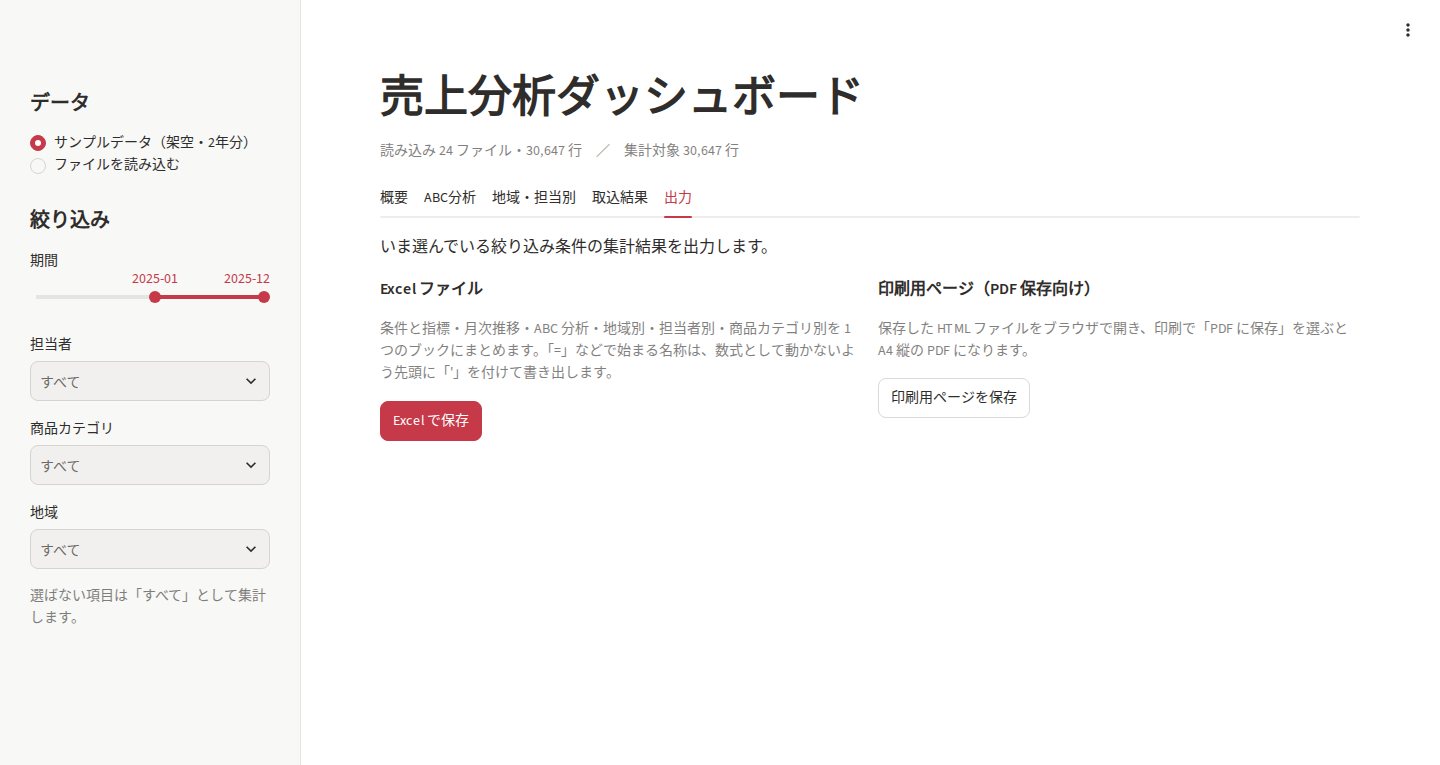 データ
サンプルデータ（架空・2年分）
ファイルを読み込む
絞り込み
期間
2025-01
2025-12
担当者
すべて
商品カテゴリ
すべて
地域
すべて
選ばない項目は「すべて」として集計
します。
売上分析ダッシュボード
読み込み 24 ファイル・30,647 行　／　集計対象 30,647 行
概要
ABC分析
地域・担当別
取込結果
出力
いま選んでいる絞り込み条件の集計結果を出力します。
Excel ファイル
条件と指標・月次推移・ABC 分析・地域別・担当者別・商品カテゴリ別を 1
つのブックにまとめます。「=」などで始まる名称は、数式として動かないよ
う先頭に「'」を付けて書き出します。
Excel で保存
印刷用ページ（PDF 保存向け）
保存した HTML ファイルをブラウザで開き、印刷で「PDF に保存」を選ぶと
A4 縦の PDF になります。
印刷用ページを保存